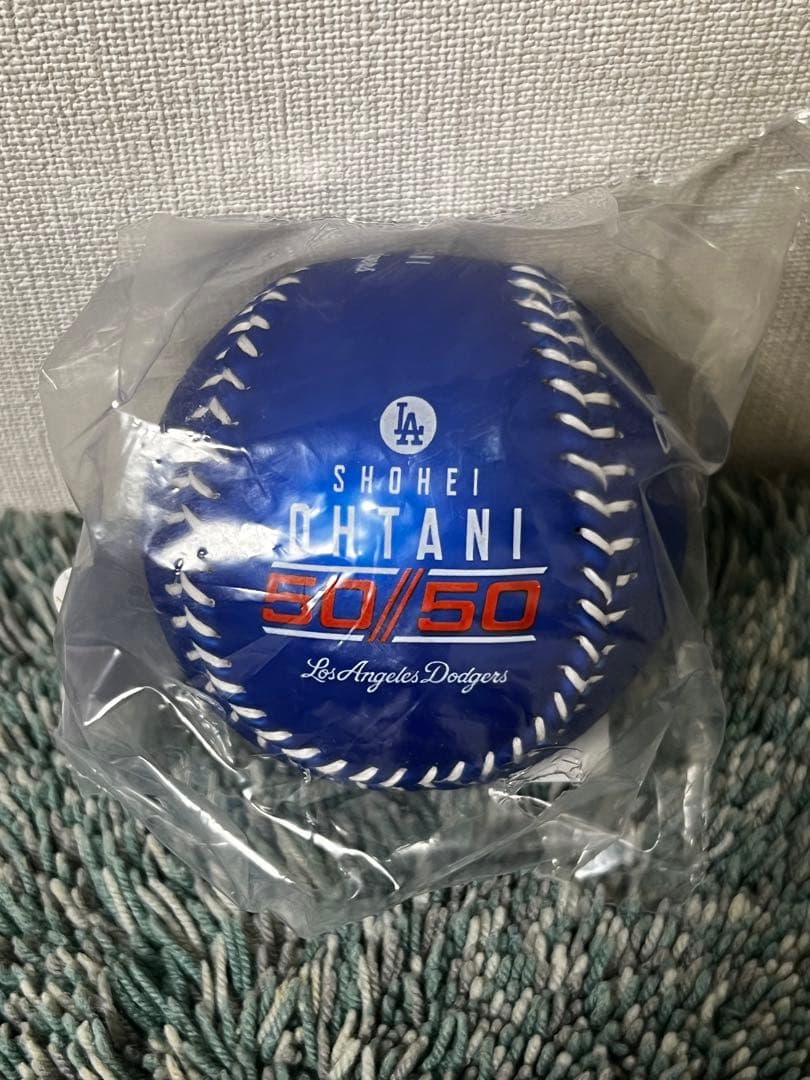 LA
SHOHEI
OHTANI
50//50
Los Angeles Dodgers